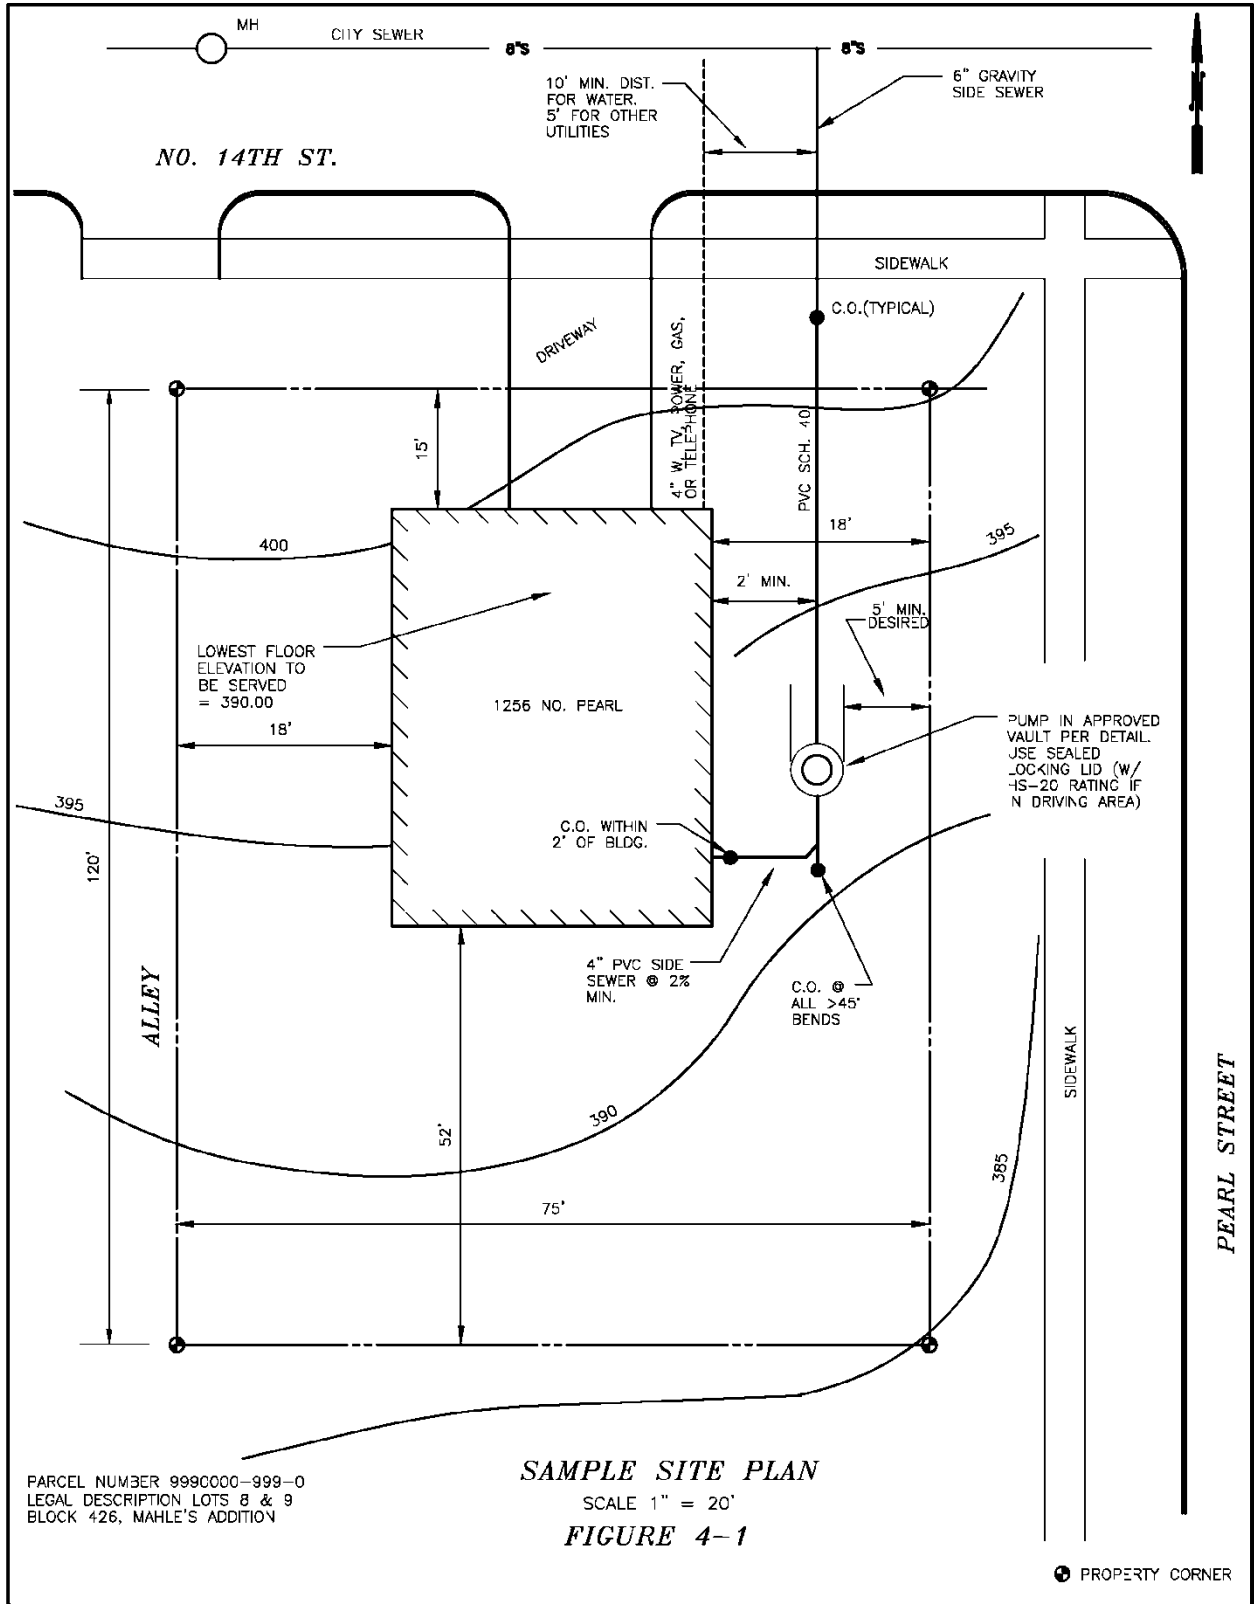 MH
CITY SEWER
8"S
8"S
10' MIN. DIST.
FOR WATER.
5' FOR OTHER
UTILITIES
6" GRAVITY
SIDE SEWER
NO. 14TH ST.
SIDEWALK
C.O.(TYPICAL)
DRIVEWAY
4" W, TV, POWER, GAS,
OR TELEPHONE
PVC SCH. 40
15'
18'
395
400
2' MIN.
5' MIN.
DESIRED
LOWEST FLOOR
ELEVATION TO
BE SERVED
= 390.00
1256 NO. PEARL
18'
PUMP IN APPROVED
VAULT PER DETAIL.
USE SEALED
LOCKING LID (W/
HS-20 RATING IF
IN DRIVING AREA)
395
C.O. WITHIN
2' OF BLDG.
120'
4" PVC SIDE
SEWER @ 2%
MIN.
C.O. @
ALL >45'
BENDS
ALLEY
SIDEWALK
390
52'
385
PEARL STREET
75'
PARCEL NUMBER 9990000-999-0
LEGAL DESCRIPTION LOTS 8 & 9
BLOCK 426, MAHLE'S ADDITION
SAMPLE SITE PLAN
SCALE 1" = 20'
FIGURE 4-1
PROPERTY CORNER